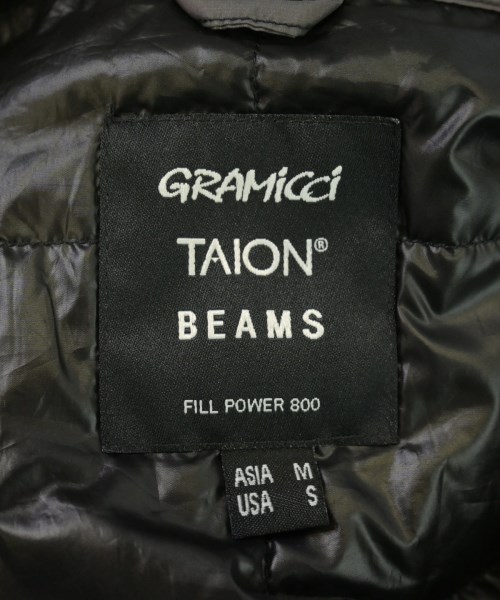 GRAMicci
TAION®
BEAMS
FILL POWER 800
ASIA M
USA S